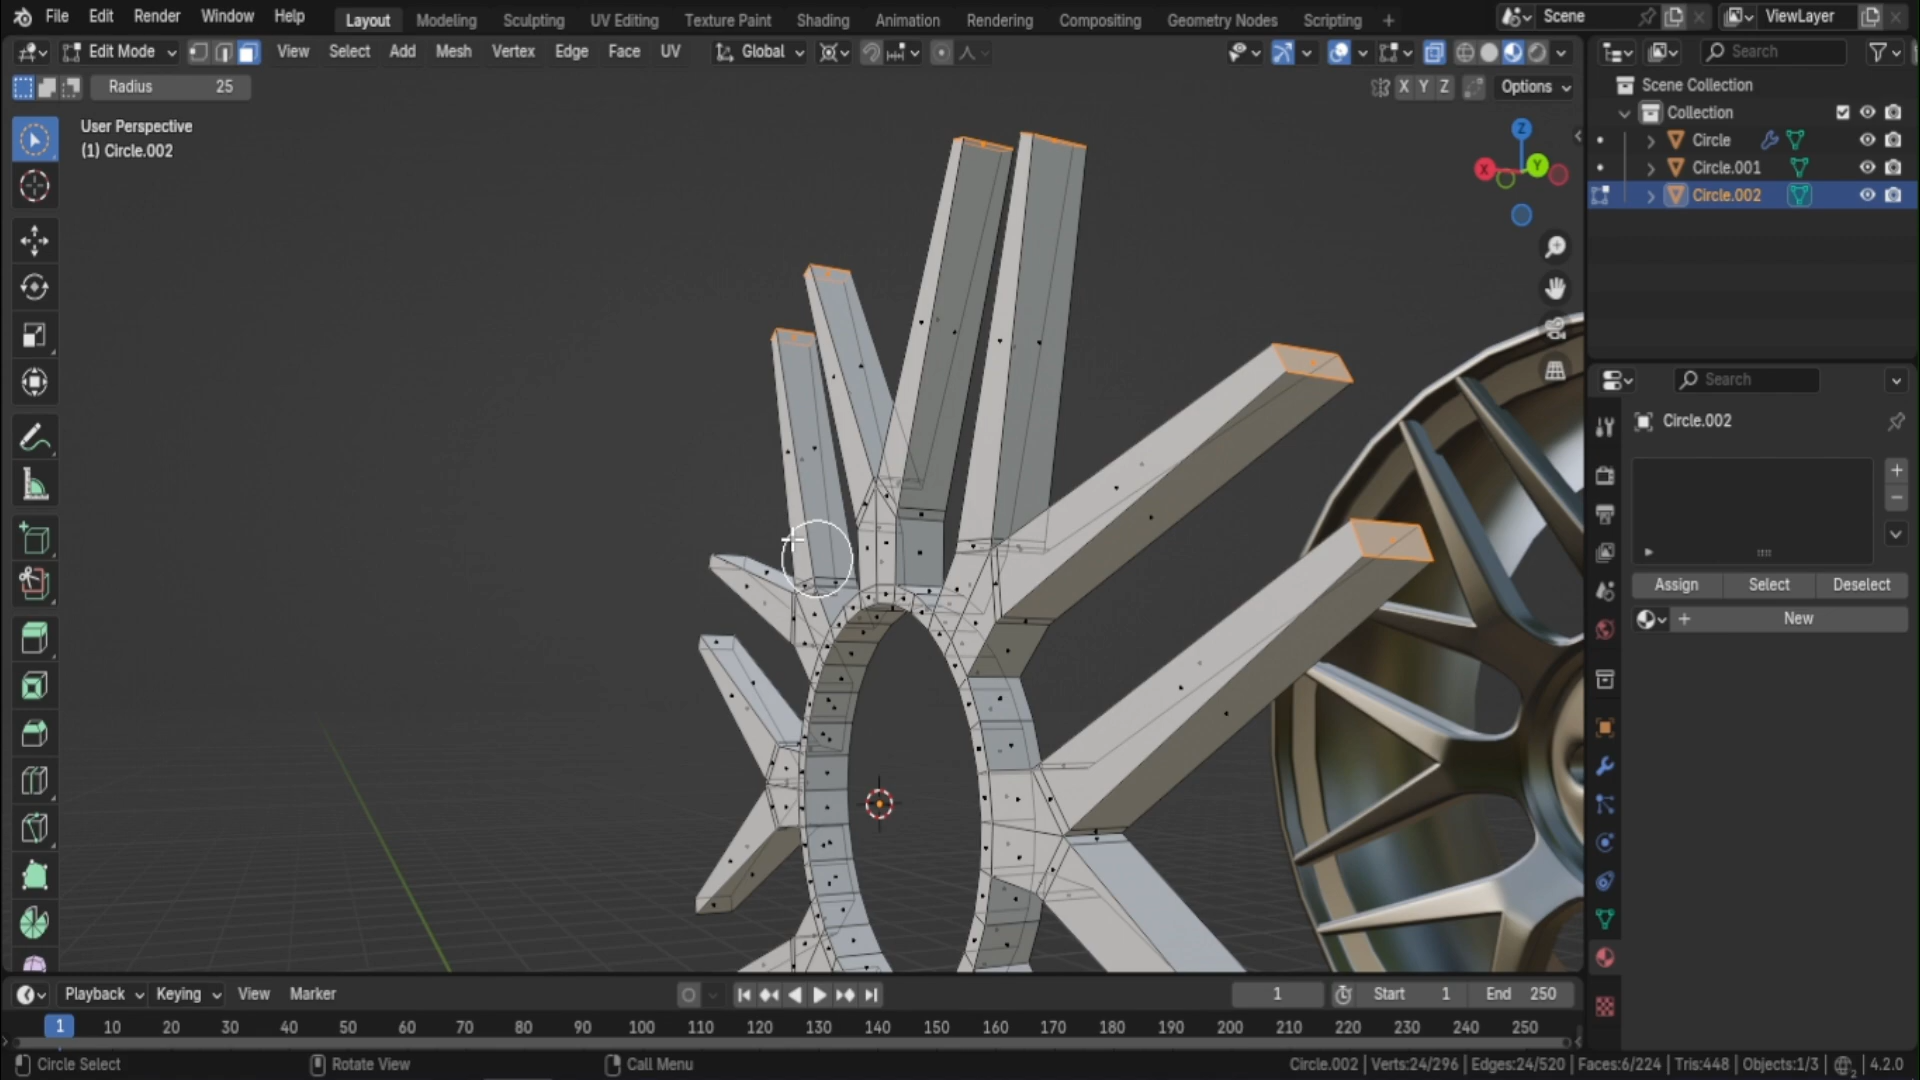 File Edit Render Window Help Layout Modeling Sculpting UV Editing Texture Paint Shading Animation Rendering Compositing Geometry Nodes Scripting + Scene ViewLayer
Edit Mode View Select Add Mesh Vertex Edge Face UV Global Search
Radius 25 X Y Z Options
Scene Collection
Collection
Circle
Circle.001
Circle.002
User Perspective
(1) Circle.002
Z
X
Y
Search
Circle.002
Assign Select Deselect
New
Playback Keying View Marker 1 Start 1 End 250
1 10 20 30 40 50 60 70 80 90 100 110 120 130 140 150 160 170 180 190 200 210 220 230 240 250
Circle Select Rotate View Call Menu Circle.002 | Verts:24/296 | Edges:24/520 | Faces:6/224 | Tris:448 | Objects:1/3 | 4.2.0